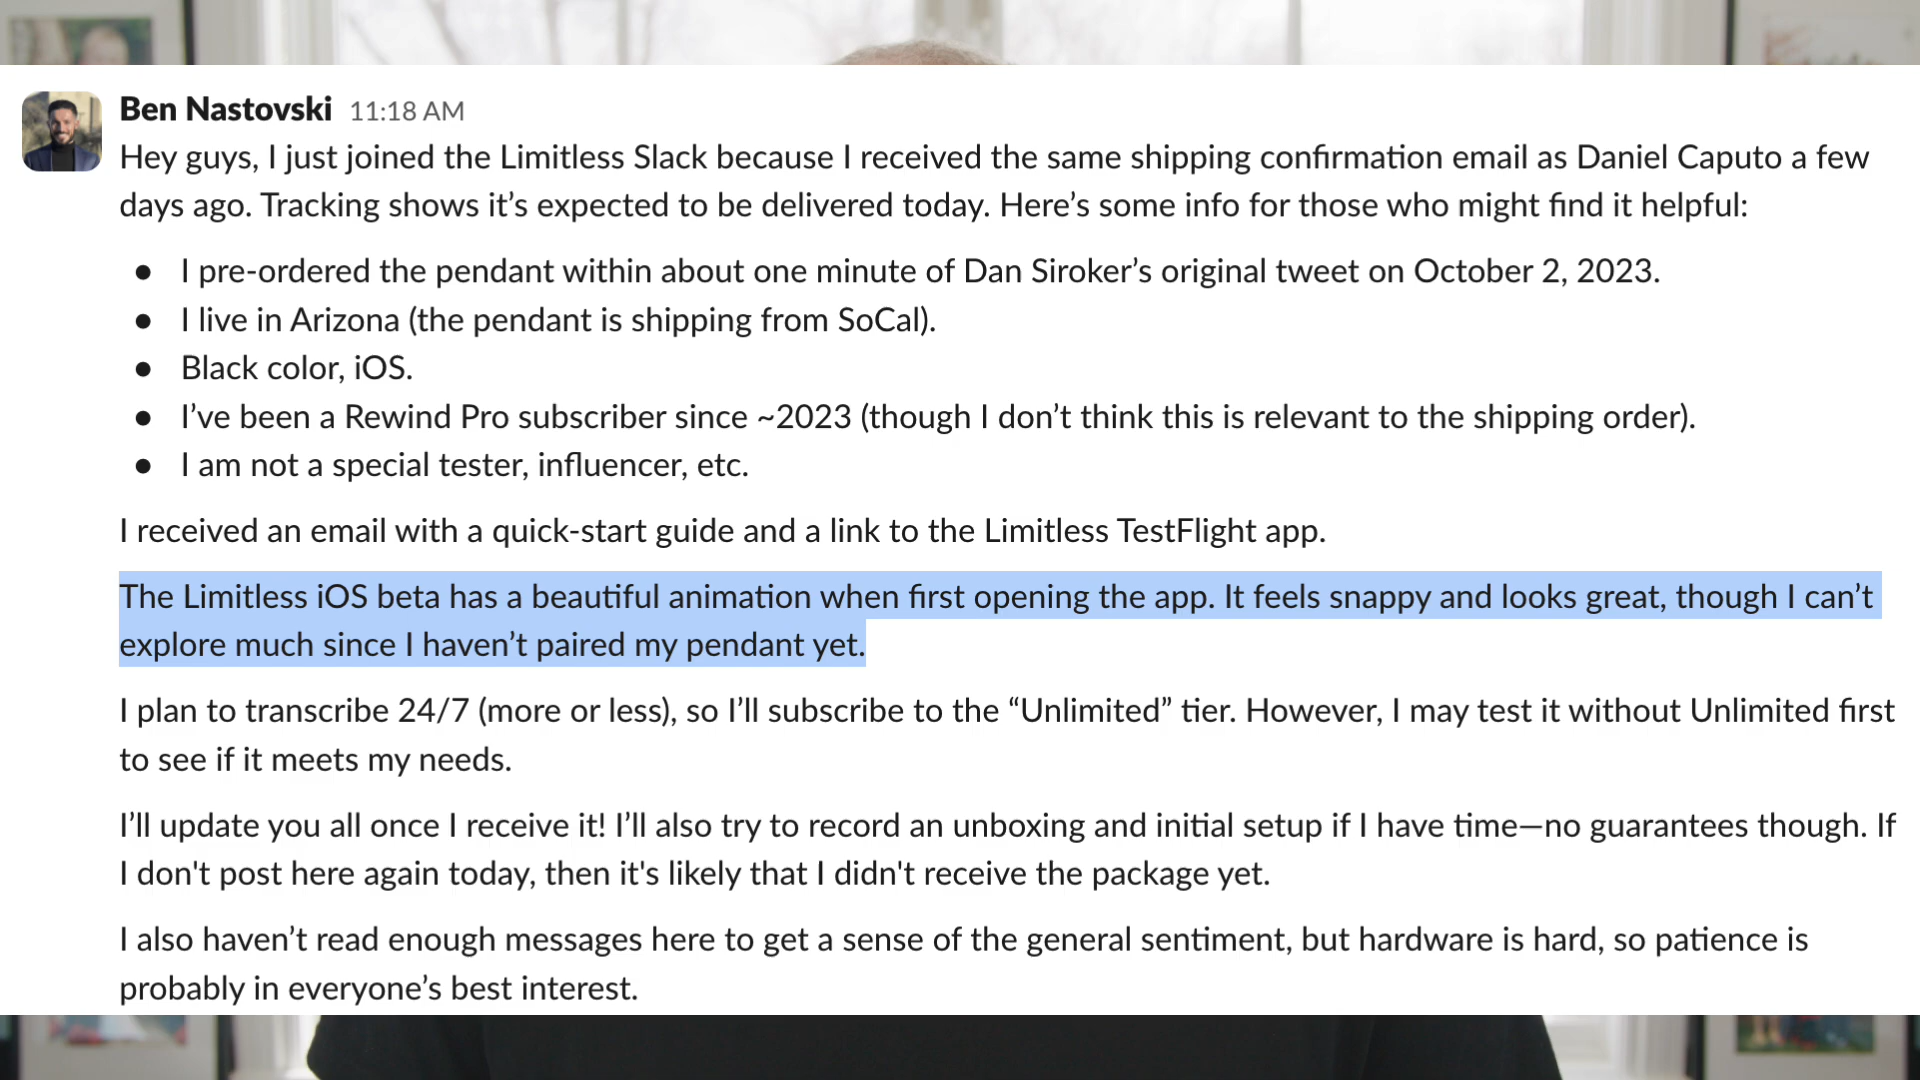 Ben Nastovski 11:18 AM
Hey guys, I just joined the Limitless Slack because I received the same shipping confirmation email as Daniel Caputo a few
days ago. Tracking shows it’s expected to be delivered today. Here’s some info for those who might find it helpful:
● I pre-ordered the pendant within about one minute of Dan Siroker’s original tweet on October 2, 2023.
● I live in Arizona (the pendant is shipping from SoCal).
● Black color, iOS.
● I’ve been a Rewind Pro subscriber since ~2023 (though I don’t think this is relevant to the shipping order).
● I am not a special tester, influencer, etc.
I received an email with a quick-start guide and a link to the Limitless TestFlight app.
The Limitless iOS beta has a beautiful animation when first opening the app. It feels snappy and looks great, though I can’t
explore much since I haven’t paired my pendant yet.
I plan to transcribe 24/7 (more or less), so I’ll subscribe to the “Unlimited” tier. However, I may test it without Unlimited first
to see if it meets my needs.
I’ll update you all once I receive it! I’ll also try to record an unboxing and initial setup if I have time—no guarantees though. If
I don't post here again today, then it's likely that I didn't receive the package yet.
I also haven’t read enough messages here to get a sense of the general sentiment, but hardware is hard, so patience is
probably in everyone’s best interest.